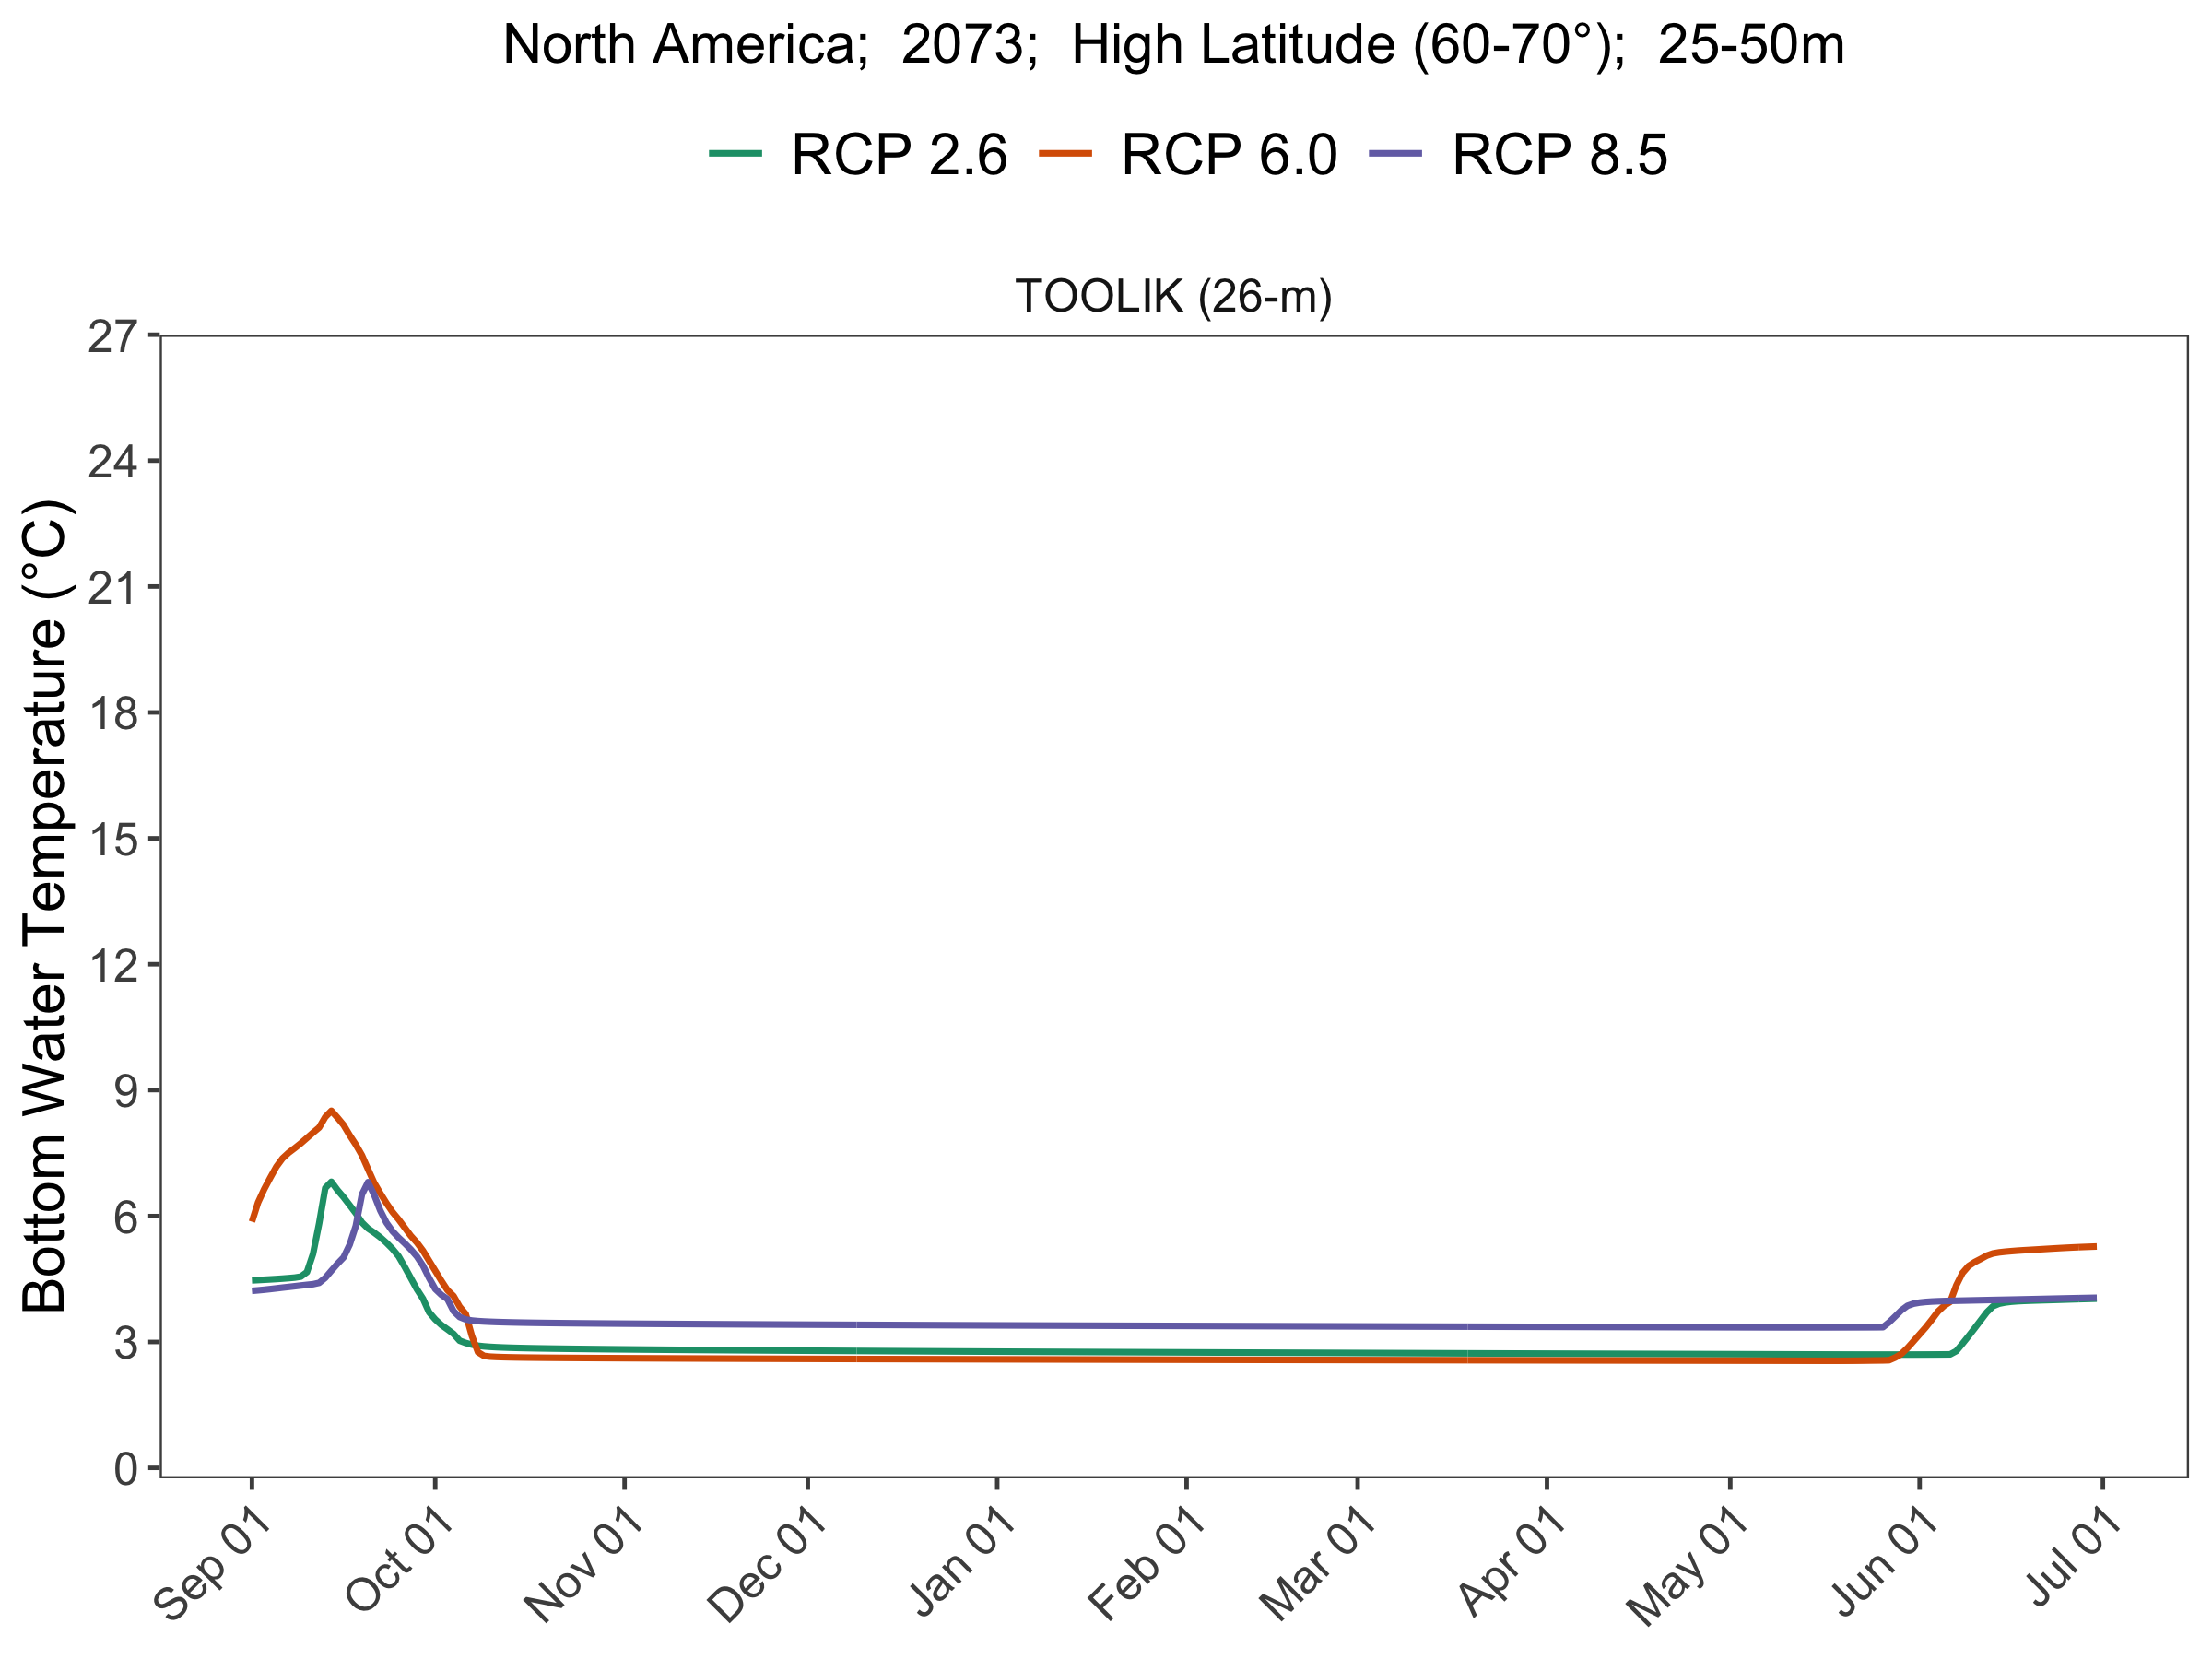 North America;  2073;  High Latitude (60-70°);  25-50m
RCP 2.6 RCP 6.0 RCP 8.5
TOOLIK (26-m)
Bottom Water Temperature (°C)
27
24
21
18
15
12
9
6
3
0
Sep 01 Oct 01 Nov 01 Dec 01 Jan 01 Feb 01 Mar 01 Apr 01 May 01 Jun 01 Jul 01